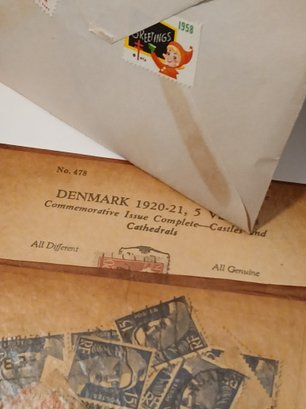 1958
GREETINGS
No. 478
DENMARK 1920-21, 5 V
Commemorative Issue Complete—Castles and
Cathedrals
All Different
All Genuine